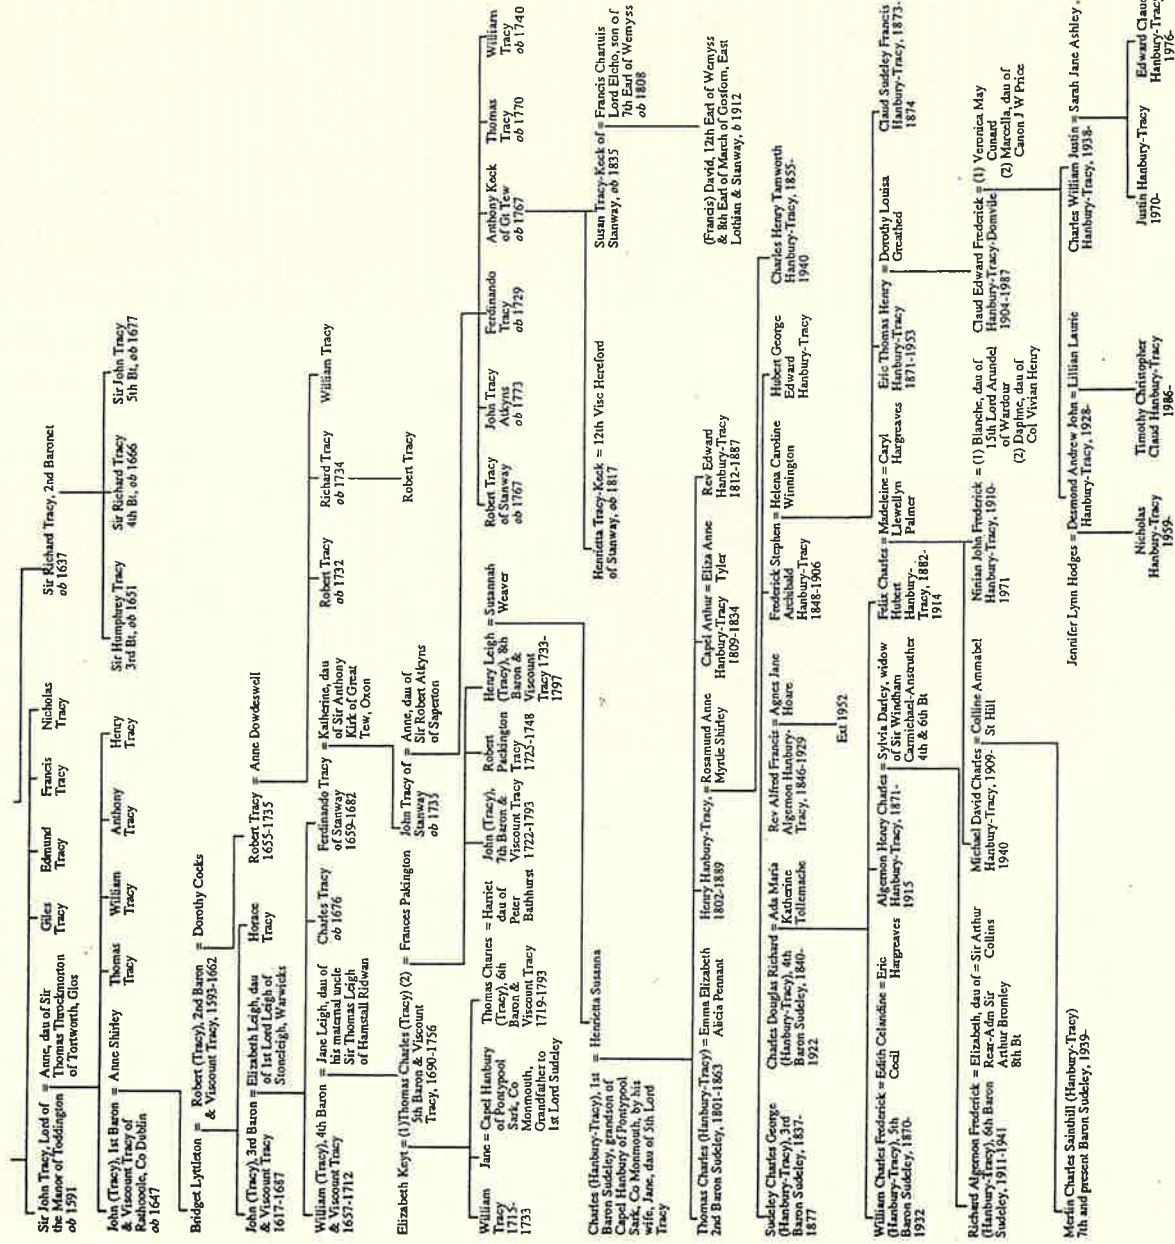 Sir John Tracy, Lord of
the Manor of Toddington
ob 1591
= Anne, dau of Sir
Thomas Throckmorton
of Tortworth, Glos
Giles
Tracy
Edmund
Tracy
Francis
Tracy
Nicholas
Tracy
Sir Richard Tracy, 2nd Baronet
ob 1637
John (Tracy), 1st Baron
& Viscount Tracy of
Rathcoole, Co Dublin
ob 1647
= Anne Shirley
Thomas
Tracy
William
Tracy
Anthony
Tracy
Henry
Tracy
Sir Humphrey Tracy
3rd Bt, ob 1651
Sir Richard Tracy
4th Bt, ob 1666
Sir John Tracy
5th Bt, ob 1677
Bridget Lyttleton
= Robert (Tracy), 2nd Baron
& Viscount Tracy, 1593-1662
= Dorothy Cocks
John (Tracy), 3rd Baron
& Viscount Tracy
1617-1687
= Elizabeth Leigh, dau
of 1st Lord Leigh of
Stoneleigh, Warwicks
Horace
Tracy
Robert Tracy
1655-1735
= Anne Dowdeswell
William (Tracy), 4th Baron
& Viscount Tracy
1657-1712
= Jane Leigh, dau of
his maternal uncle
Sir Thomas Leigh
of Hamstall Ridwan
Charles Tracy
ob 1676
Ferdinando Tracy
of Stanway
1659-1682
= Katherine, dau
of Sir Anthony
Kirk of Great
Tew, Oxon
Robert Tracy
ob 1732
Richard Tracy
ob 1734
William Tracy
Elizabeth Keyt
= (1)Thomas Charles (Tracy) (2)
5th Baron & Viscount
Tracy, 1690-1756
= Frances Pakington
John Tracy of
Stanway
ob 1735
= Anne, dau of
Sir Robert Atkyns
of Saperton
Robert Tracy
William
Tracy
1715-
1733
Jane
= Capel Hanbury
of Pontypool
Sark, Co
Monmouth,
Grandfather to
1st Lord Sudeley
Thomas Charles
(Tracy), 6th
Baron &
Viscount Tracy
1719-1793
= Harriet
dau of
Peter
Bathhurst
John (Tracy),
7th Baron &
Viscount Tracy
1722-1793
Robert
Packington
Tracy
1725-1748
Henry Leigh
(Tracy), 8th
Baron &
Viscount
Tracy 1733-
1797
= Susannah
Weaver
Robert Tracy
of Stanway
ob 1767
John Tracy
Atkyns
ob 1773
Ferdinando
Tracy
ob 1729
Anthony Keck
of Gt Tew
ob 1767
Thomas
Tracy
ob 1770
William
Tracy
ob 1740
Charles (Hanbury-Tracy), 1st
Baron Sudeley, grandson of
Capel Hanbury of Pontypool
Sark, Co Monmouth, by his
wife, Jane, dau of 5th Lord
Tracy
= Henrietta Susanna
Henrietta Tracy-Keck
of Stanway, ob 1817
= 12th Visc Hereford
Susan Tracy-Keck of
Stanway, ob 1835
= Francis Chartuis
Lord Elcho, son of
7th Earl of Wemyss
ob 1808
Thomas Charles (Hanbury-Tracy)
2nd Baron Sudeley, 1801-1863
= Emma Elizabeth
Alicia Pennant
Henry Hanbury-Tracy,
1802-1889
= Rosamund Anne
Myrtle Shirley
Capel Arthur
Hanbury-Tracy
1809-1834
= Eliza Anne
Tyler
Rev Edward
Hanbury-Tracy
1812-1887
(Francis) David, 12th Earl of Wemyss
& 8th Earl of March of Gosforn, East
Lothian & Stanway, b 1912
Sudeley Charles George
(Hanbury-Tracy), 3rd
Baron Sudeley, 1837-
1877
Charles Douglas Richard
(Hanbury-Tracy), 4th
Baron Sudeley, 1840-
1922
= Ada Maria
Katherine
Tollemache
Rev Alfred Francis
Algernon Hanbury-
Tracy, 1846-1929
= Agnes Jane
Hoare
Ext 1952
Frederick Stephen
Archibald
Hanbury-Tracy
1848-1906
= Helena Caroline
Winnington
Hubert George
Edward
Hanbury-Tracy
Charles Henry Tamworth
Hanbury-Tracy, 1855-
1940
William Charles Frederick
(Hanbury-Tracy), 5th
Baron Sudeley, 1870-
1932
= Edith Celandine
Cecil
= Eric
Hargreaves
Algernon Henry Charles
Hanbury-Tracy, 1871-
1915
= Sylvia Darley, widow
of Sir Windham
Carmichael-Anstruther
4th & 6th Bt
Felix Charles
Hubert
Hanbury-
Tracy, 1882-
1914
= Madeleine
Llewellyn
Palmer
= Caryl
Hargreaves
Eric Thomas Henry
Hanbury-Tracy
1871-1953
= Dorothy Louisa
Greathed
Claud Sudeley Francis
Hanbury-Tracy, 1873-
1874
Richard Algernon Frederick
(Hanbury-Tracy), 6th Baron
Sudeley, 1911-1941
= Elizabeth, dau of
Rear-Adm Sir
Arthur Bromley
8th Bt
= Sir Arthur
Collins
Michael David Charles
Hanbury-Tracy, 1909-
1940
= Colline Annabel
St Hill
Ninian John Frederick
Hanbury-Tracy, 1910-
1971
= (1) Blanche, dau of
15th Lord Arundel
of Wardour
(2) Daphne, dau of
Col Vivian Henry
Claud Edward Frederick
Hanbury-Tracy-Domvile
1904-1987
= (1) Veronica May
Cunard
(2) Marcella, dau of
Canon J W Price
Merlin Charles Sainthill (Hanbury-Tracy)
7th and present Baron Sudeley, 1939-
Jennifer Lynn Hodges
= Desmond Andrew John
Hanbury-Tracy, 1928-
= Lillian Laurie
Charles William Justin
Hanbury-Tracy, 1938-
= Sarah Jane Ashley
Nicholas
Hanbury-Tracy
1959-
Timothy Christopher
Claud Hanbury-Tracy
1986-
Justin Hanbury-Tracy
1970-
Edward Claud
Hanbury-Tracy
1976-